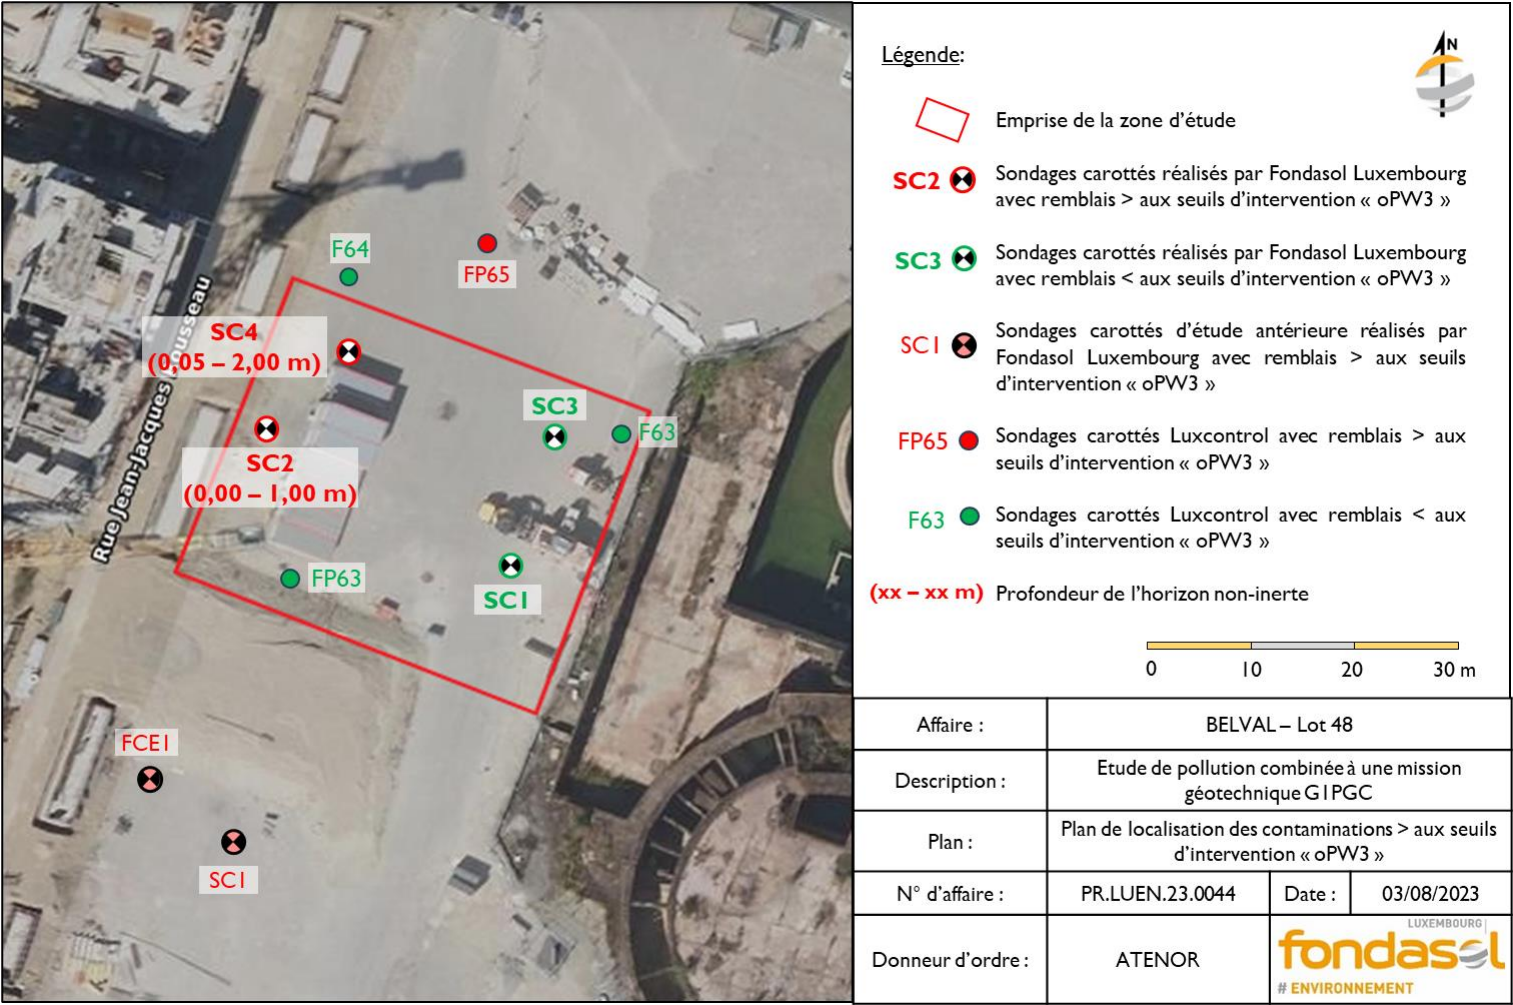 F64
FP65
SC4
(0,05 – 2,00 m)
Rue Jean-Jacques Rousseau
SC3
F63
SC2
(0,00 – 1,00 m)
FP63
SC1
FCE1
SC1
Légende:
N
Emprise de la zone d’étude
SC2
Sondages carottés réalisés par Fondasol Luxembourg
avec remblais > aux seuils d’intervention « oPW3 »
SC3
Sondages carottés réalisés par Fondasol Luxembourg
avec remblais < aux seuils d’intervention « oPW3 »
SC1
Sondages carottés d’étude antérieure réalisés par
Fondasol Luxembourg avec remblais > aux seuils
d’intervention « oPW3 »
FP65
Sondages carottés Luxcontrol avec remblais > aux
seuils d’intervention « oPW3 »
F63
Sondages carottés Luxcontrol avec remblais < aux
seuils d’intervention « oPW3 »
(xx – xx m) Profondeur de l’horizon non-inerte
0 10 20 30 m
Affaire : BELVAL – Lot 48
Description : Etude de pollution combinée à une mission
géotechnique G1PGC
Plan : Plan de localisation des contaminations > aux seuils
d’intervention « oPW3 »
N° d’affaire : PR.LUEN.23.0044 Date : 03/08/2023
Donneur d’ordre : ATENOR
LUXEMBOURG
fondasol
# ENVIRONNEMENT